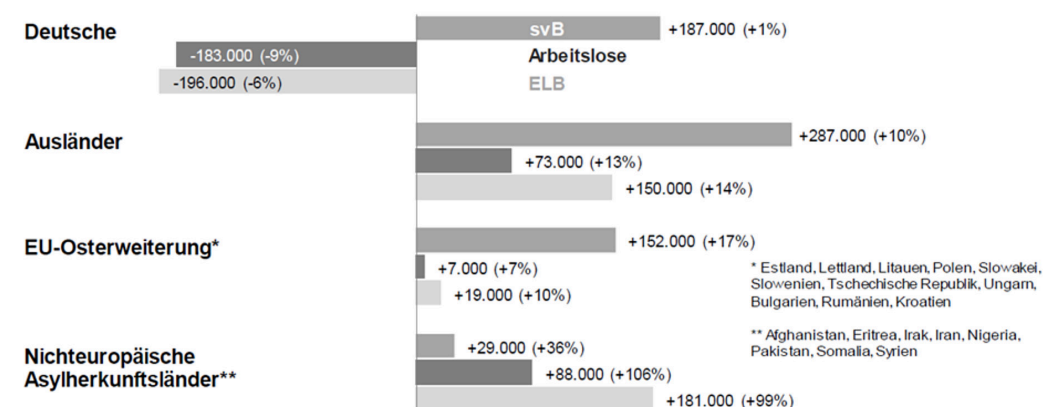 Deutsche
svB
+187.000 (+1%)
-183.000 (-9%)
Arbeitslose
-196.000 (-6%)
ELB
Ausländer
+287.000 (+10%)
+73.000 (+13%)
+150.000 (+14%)
EU-Osterweiterung*
+152.000 (+17%)
+7.000 (+7%)
+19.000 (+10%)
* Estland, Lettland, Litauen, Polen, Slowakei,
Slowenien, Tschechische Republik, Ungarn,
Bulgarien, Rumänien, Kroatien
Nichteuropäische
Asylherkunftsländer**
+29.000 (+36%)
+88.000 (+106%)
+181.000 (+99%)
** Afghanistan, Eritrea, Irak, Iran, Nigeria,
Pakistan, Somalia, Syrien